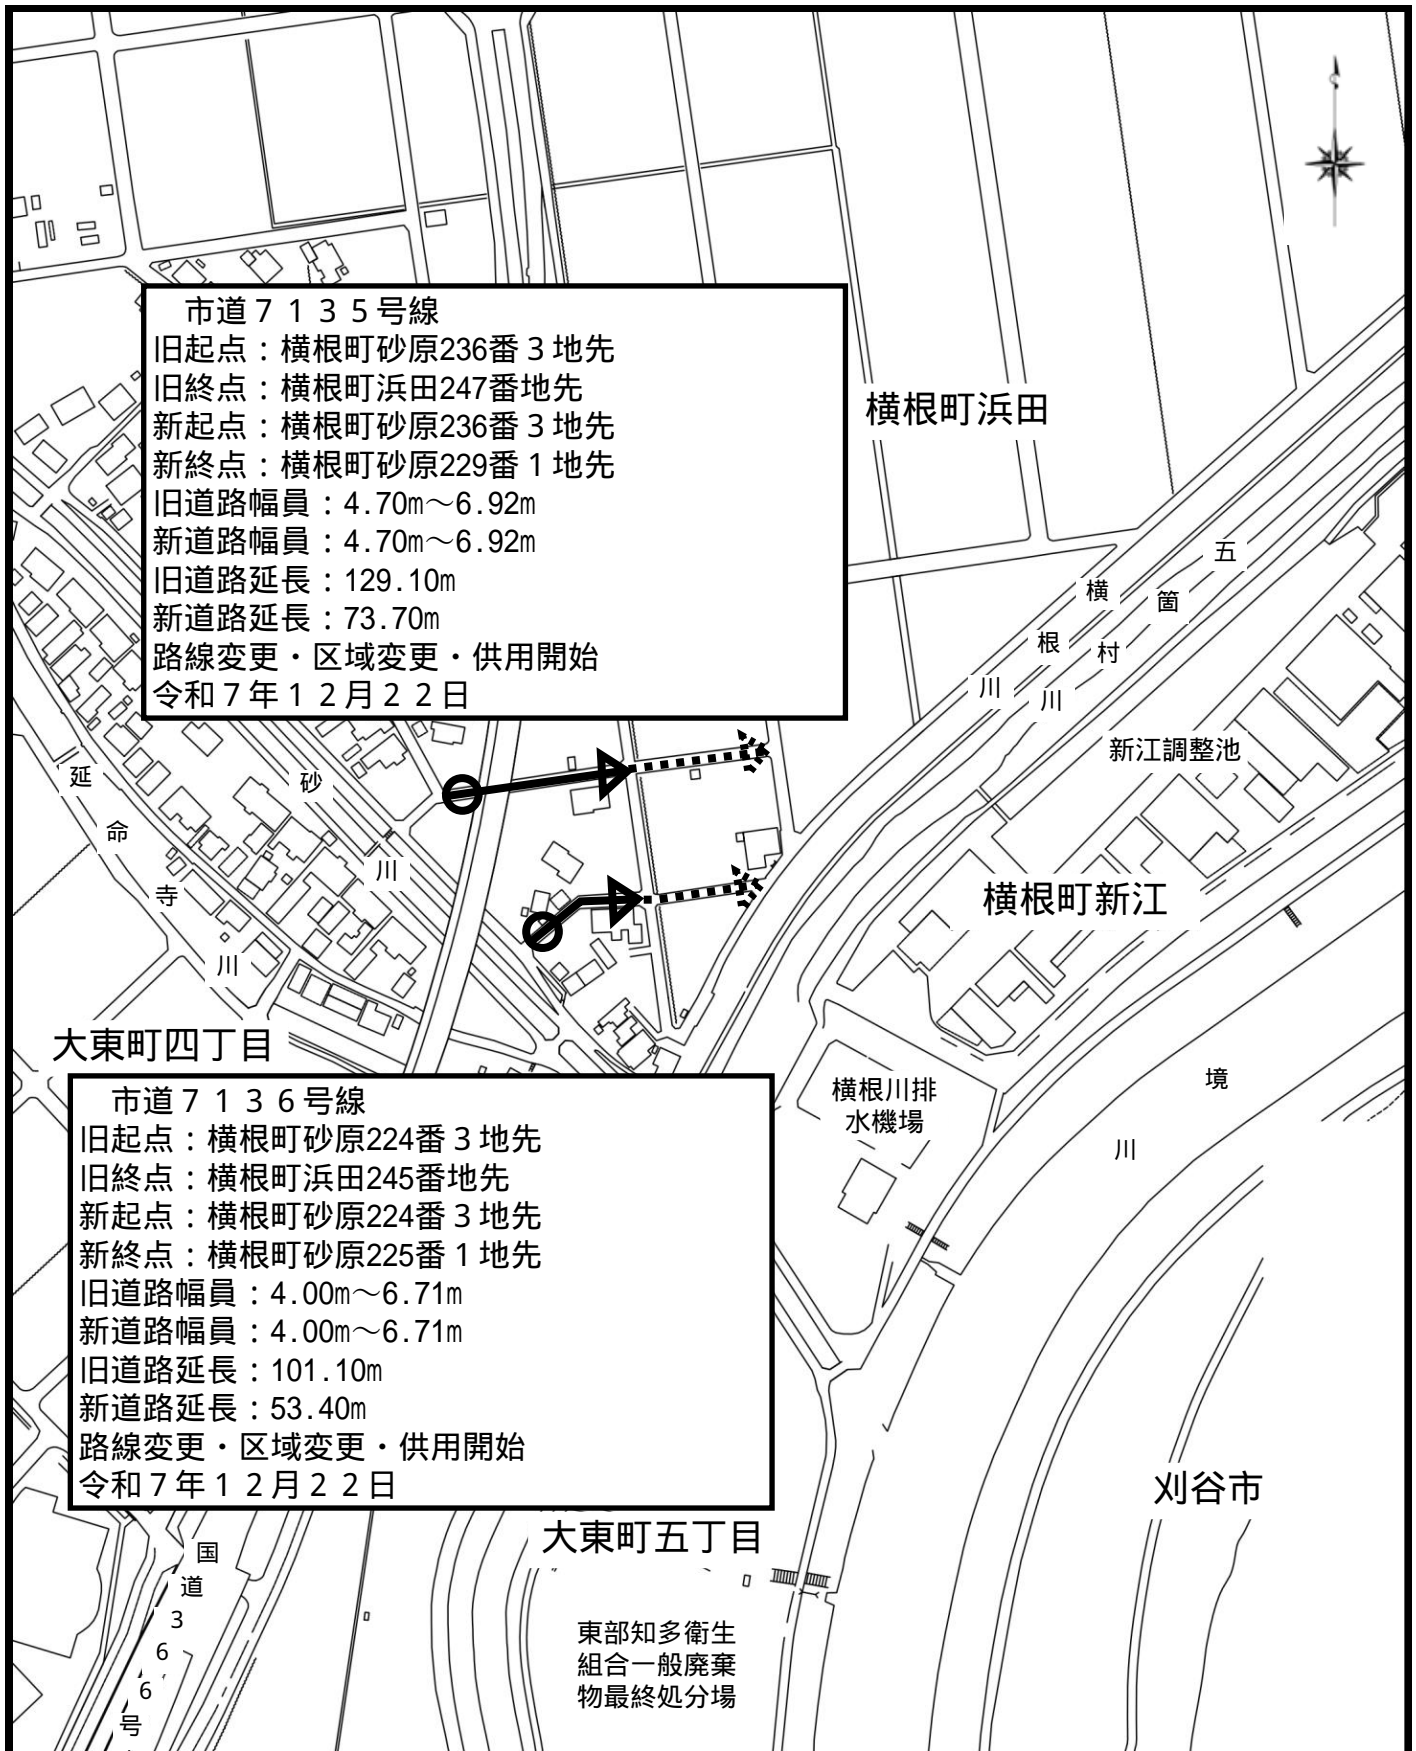 市道7135号線
旧起点：横根町砂原236番3地先
旧終点：横根町浜田247番地先
新起点：横根町砂原236番3地先
新終点：横根町砂原229番1地先
旧道路幅員：4.70m～6.92m
新道路幅員：4.70m～6.92m
旧道路延長：129.10m
新道路延長：73.70m
路線変更・区域変更・供用開始
令和7年12月22日
横根町浜田
五箇村川
横根川
新江調整池
横根町新江
砂川
延命寺川
大東町四丁目
市道7136号線
旧起点：横根町砂原224番3地先
旧終点：横根町浜田245番地先
新起点：横根町砂原224番3地先
新終点：横根町砂原225番1地先
旧道路幅員：4.00m～6.71m
新道路幅員：4.00m～6.71m
旧道路延長：101.10m
新道路延長：53.40m
路線変更・区域変更・供用開始
令和7年12月22日
横根川排
水機場
境川
刈谷市
大東町五丁目
国道366号
東部知多衛生
組合一般廃棄
物最終処分場